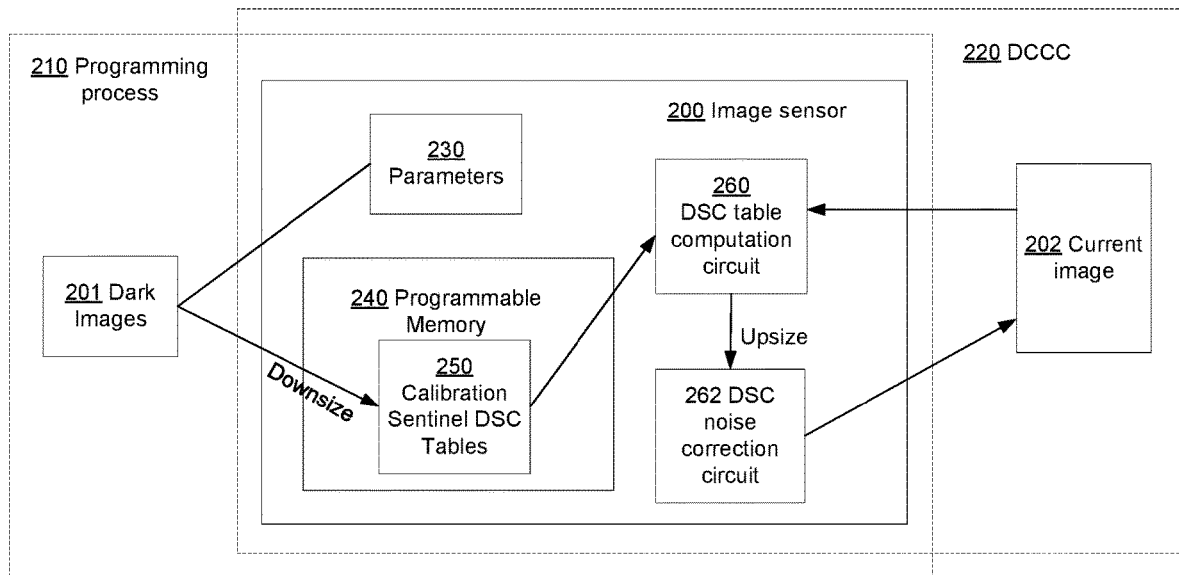 210 Programming
process
220 DCCC
200 Image sensor
230
Parameters
260
DSC table
computation
circuit
202 Current
image
201 Dark
Images
240 Programmable
Memory
Downsize
250
Calibration
Sentinel DSC
Tables
Upsize
262 DSC
noise
correction
circuit